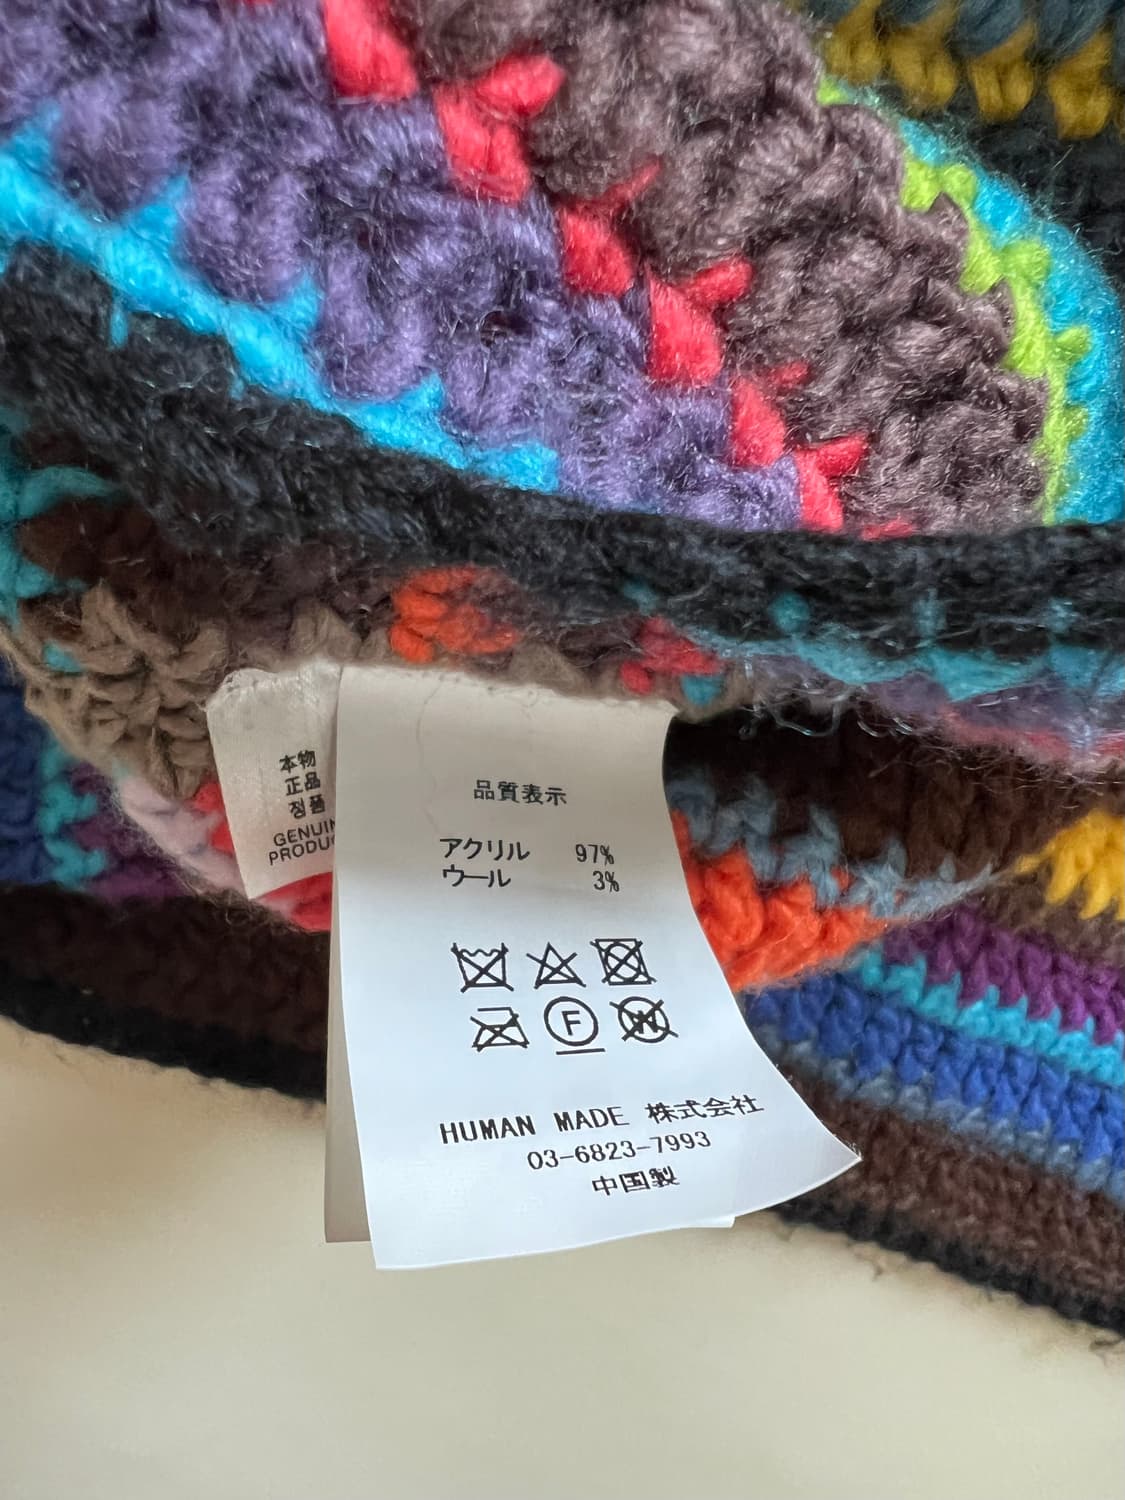 本物
正品
정품
GENUIN
PRODU
品質表示
アクリル 97%
ウール 3%
F
W
HUMAN MADE 株式会社
03-6823-7993
中国製